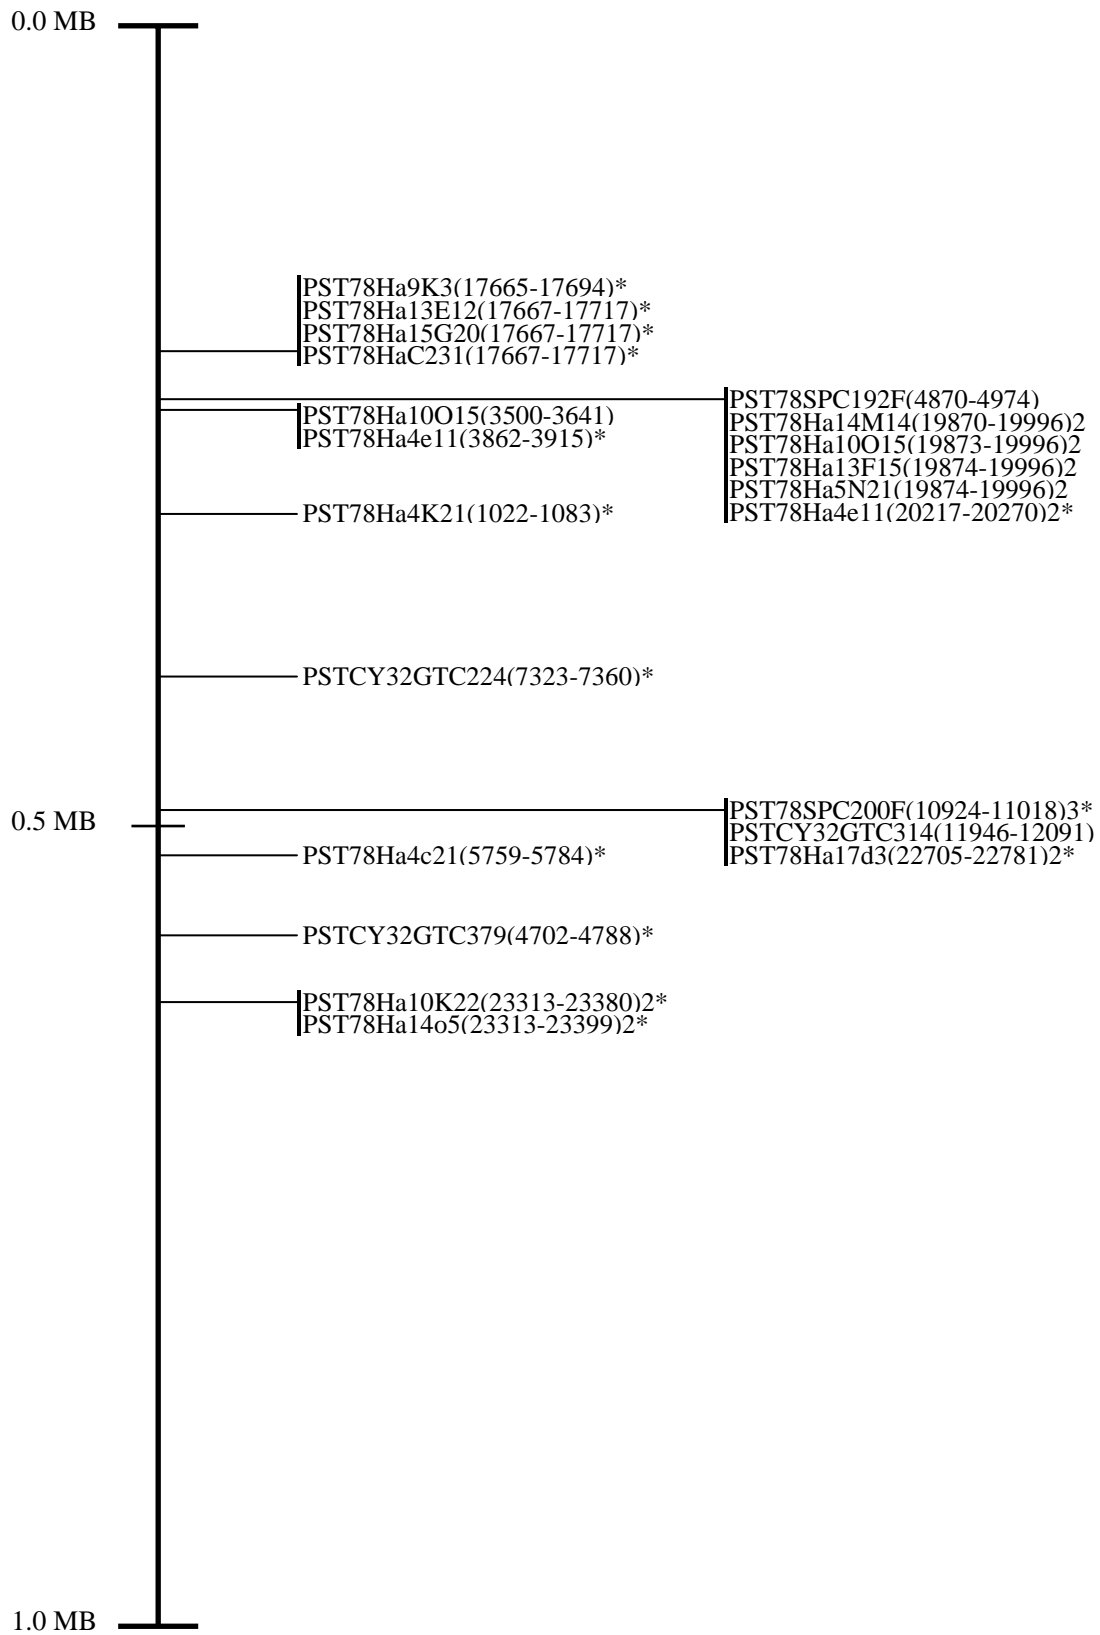 0.0 MB
PST78Ha9K3(17665-17694)*
PST78Ha13E12(17667-17717)*
PST78Ha15G20(17667-17717)*
PST78HaC231(17667-17717)*
PST78SPC192F(4870-4974)
PST78Ha14M14(19870-19996)2
PST78Ha10O15(19873-19996)2
PST78Ha13F15(19874-19996)2
PST78Ha5N21(19874-19996)2
PST78Ha4e11(20217-20270)2*
PST78Ha10O15(3500-3641)
PST78Ha4e11(3862-3915)*
PST78Ha4K21(1022-1083)*
PSTCY32GTC224(7323-7360)*
0.5 MB
PST78SPC200F(10924-11018)3*
PSTCY32GTC314(11946-12091)
PST78Ha17d3(22705-22781)2*
PST78Ha4c21(5759-5784)*
PSTCY32GTC379(4702-4788)*
PST78Ha10K22(23313-23380)2*
PST78Ha14o5(23313-23399)2*
1.0 MB